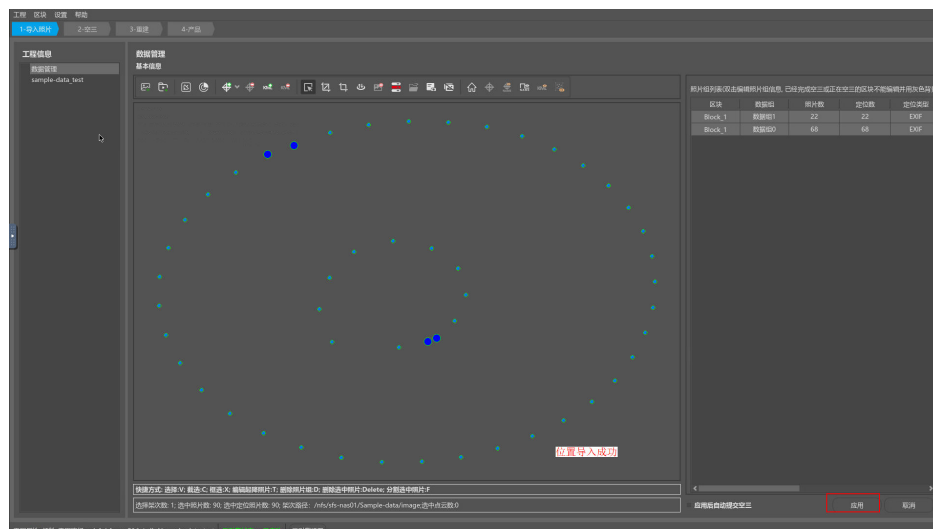 工程 区块 设置 帮助
1-导入照片 2-空三 3-重建 4-产品
工程信息
数据管理
sample-data_test
数据管理
基本信息
照片组列表(双击编辑照片组信息, 已经完成空三或正在空三的区块不能编辑并用灰色背
区块 数据组 照片数 定位数 定位类型
Block_1 数据组1 22 22 EXIF
Block_1 数据组0 68 68 EXIF
位置导入成功
快捷方式: 选择:V; 截选:C; 框选:X; 编辑起降照片:T; 删除照片组:D; 删除选中照片:Delete; 分割选中照片:F
选择架次数: 1; 选中照片数: 90; 选中定位照片数: 90; 架次路径: /nfs/sfs-nas01/Sample-data/image;选中点云数:0
应用后自动提交空三
应用 取消